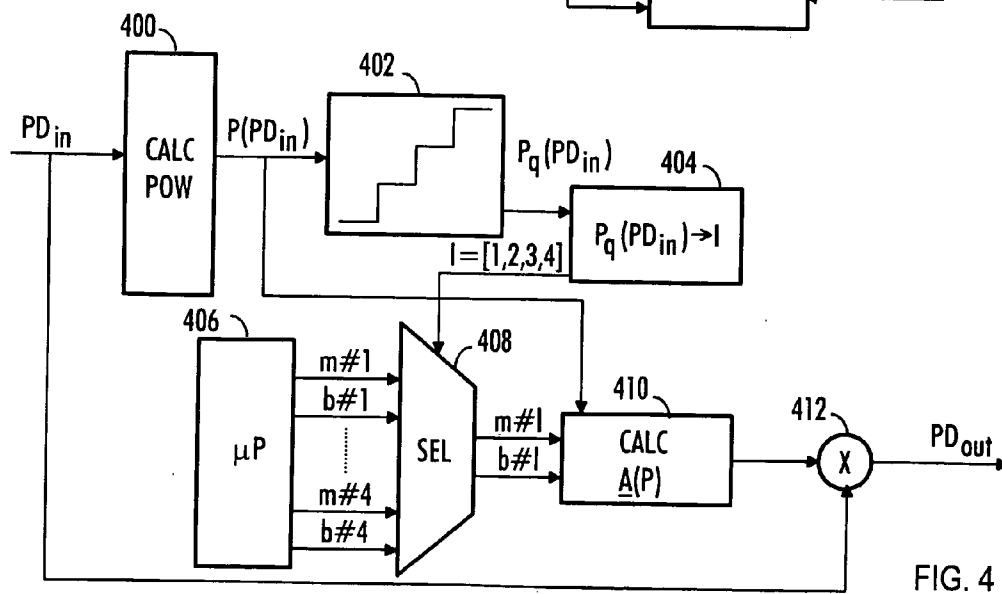 400
402
PD_in
P(PD_in)
CALC
POW
P_q(PD_in)
404
P_q(PD_in)→I
I=[1,2,3,4]
406
408
m#1
b#1
µP
SEL
m#4
b#4
m#I
b#I
410
CALC
A(P)
412
X
PD_out
FIG. 4